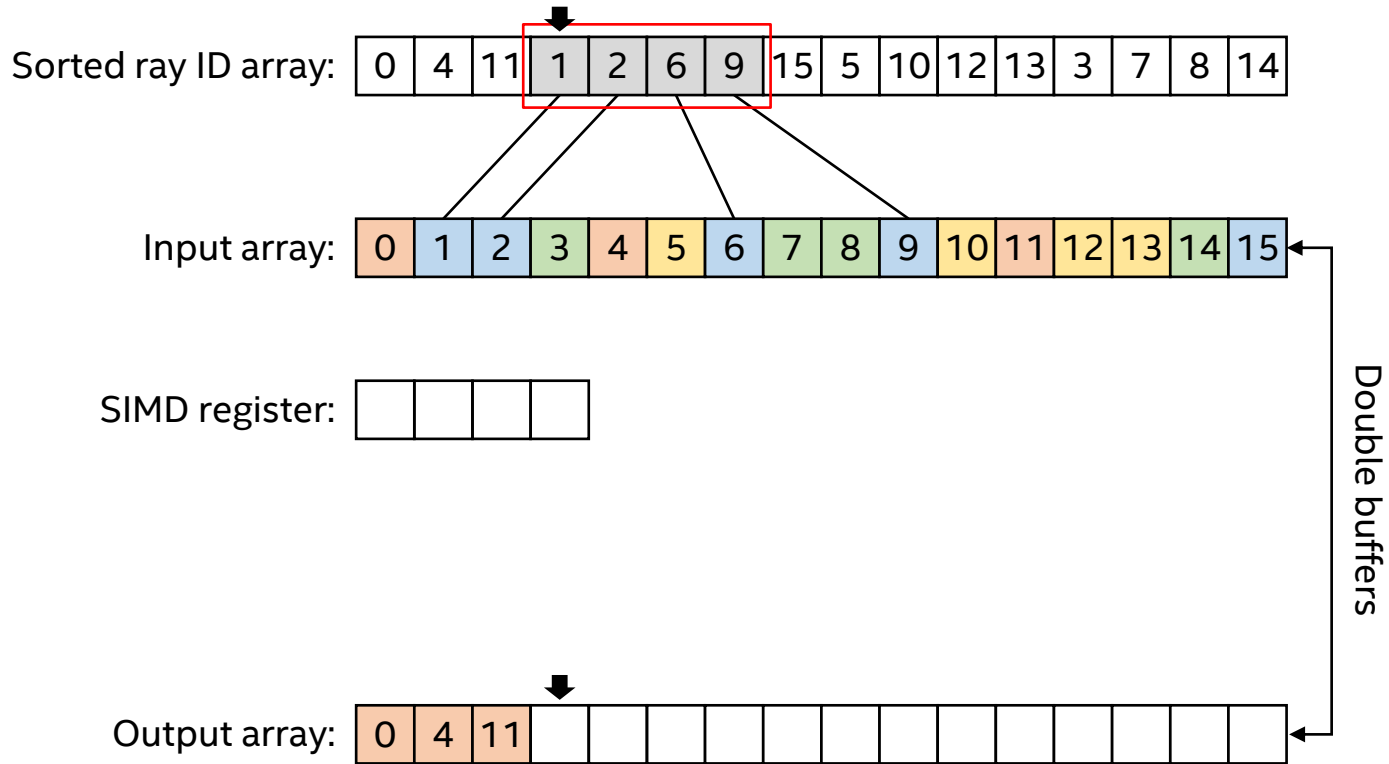 Sorted ray ID array: 0 4 11 1 2 6 9 15 5 10 12 13 3 7 8 14
Input array: 0 1 2 3 4 5 6 7 8 9 10 11 12 13 14 15
SIMD register:
Double buffers
Output array: 0 4 11